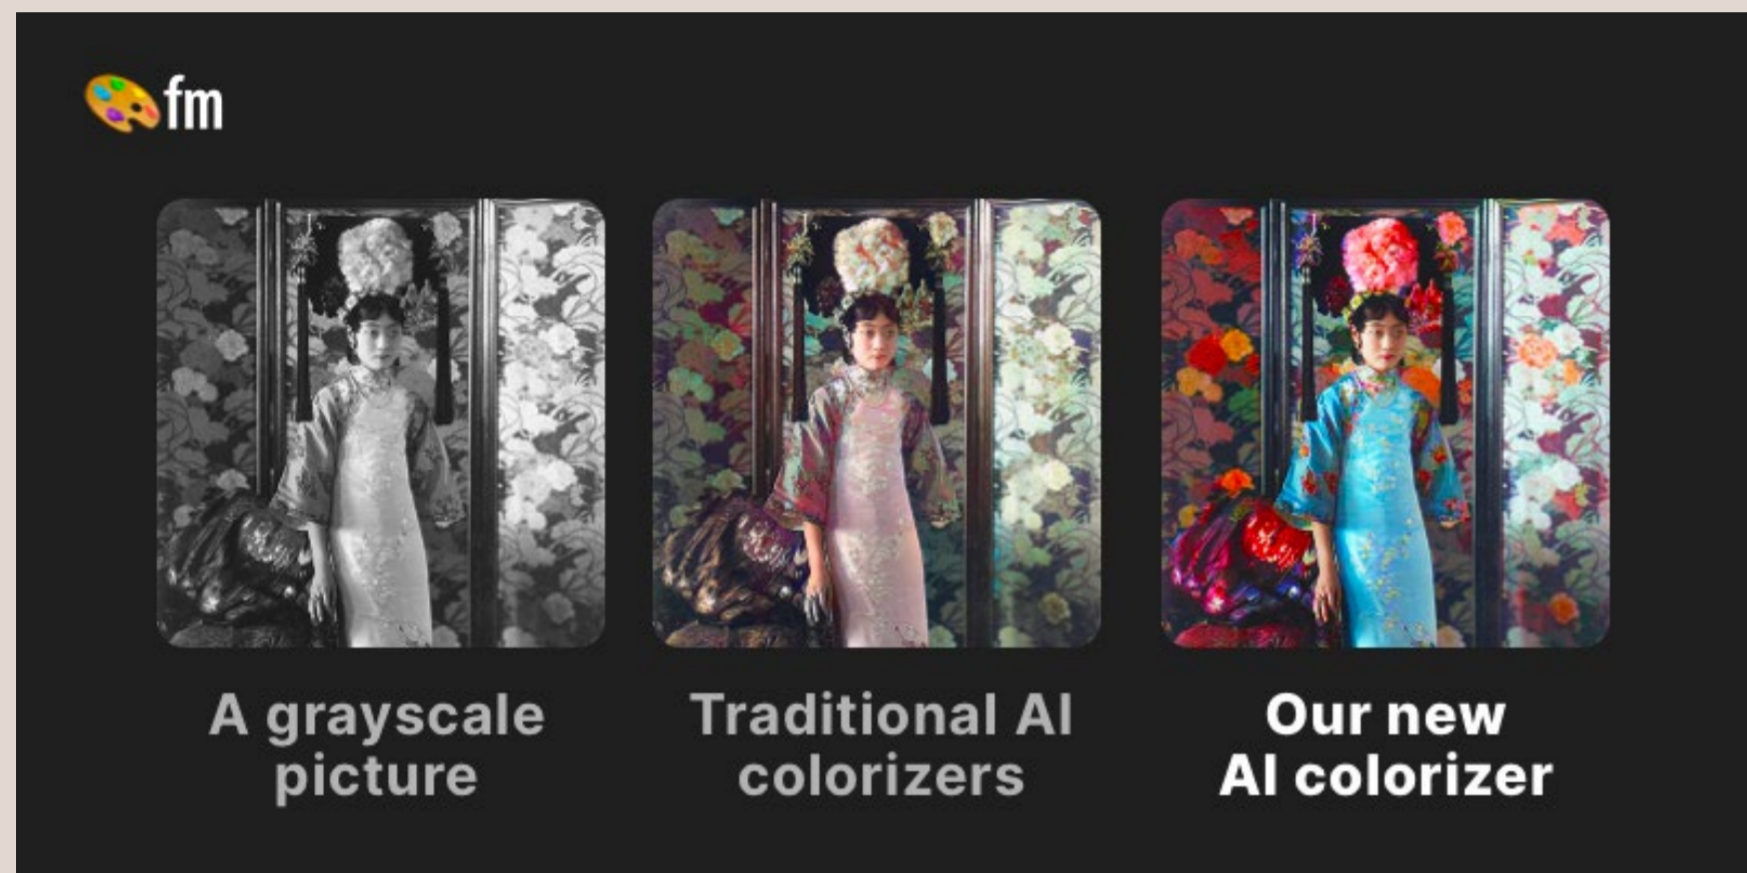 fm
A grayscale
picture
Traditional AI
colorizers
Our new
AI colorizer